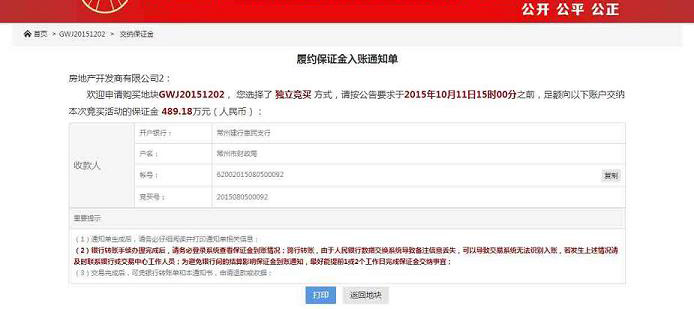 公开 公平 公正
首页 > GWJ20151202 > 交纳保证金
履约保证金入账通知单
房地产开发商有限公司2：
欢迎申请购买地块GWJ20151202 ，您选择了 独立竞买 方式，请按公告要求于2015年10月11日15时00分之前，足额向以下账户交纳
本次竞买活动的保证金 489.18万元（人民币）：
收款人
开户银行： 常州建行惠民支行
户名： 常州市财政局
帐号： 62002015080500092 复制
竞买号： 2015080500092
重要提示
（1）通知单生成后，请务必仔细阅读并打印通知单相关信息；
（2）银行转账手续办理完成后，请务必登录系统查看保证金到账情况；跨行转账，由于人民银行数据交换系统导致备注信息丢失，可以导致交易系统无法识别入账，若发生上述情况请
及时联系银行或交易中心工作人员；为避免银行间的结算影响保证金到账通知，最好能提前1或2个工作日完成保证金交纳事宜；
（3）交易完成后，可凭银行转账单和本通知书，申请退款或收据；
打印 返回地块